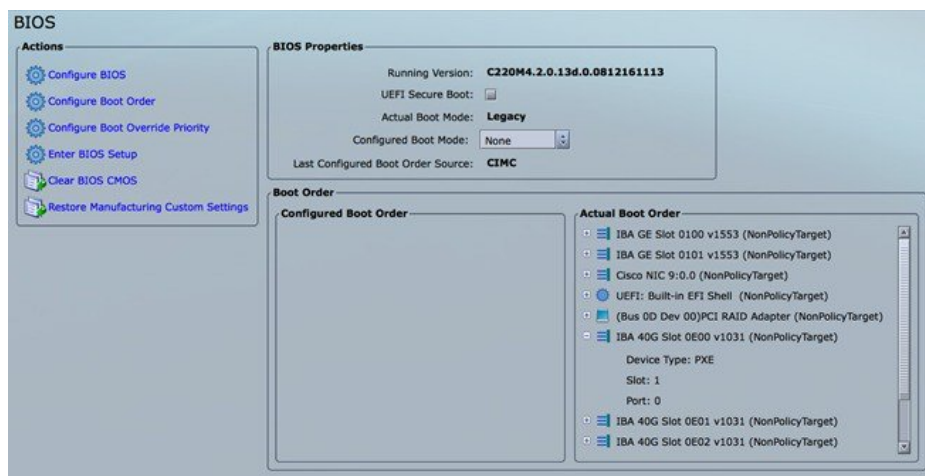 BIOS
Actions
Configure BIOS
Configure Boot Order
Configure Boot Override Priority
Enter BIOS Setup
Clear BIOS CMOS
Restore Manufacturing Custom Settings
BIOS Properties
Running Version: C220M4.2.0.13d.0.0812161113
UEFI Secure Boot:
Actual Boot Mode: Legacy
Configured Boot Mode: None
Last Configured Boot Order Source: CIMC
Boot Order
Configured Boot Order
Actual Boot Order
IBA GE Slot 0100 v1553 (NonPolicyTarget)
IBA GE Slot 0101 v1553 (NonPolicyTarget)
Cisco NIC 9:0.0 (NonPolicyTarget)
UEFI: Built-in EFI Shell (NonPolicyTarget)
(Bus 0D Dev 00)PCI RAID Adapter (NonPolicyTarget)
IBA 40G Slot 0E00 v1031 (NonPolicyTarget)
Device Type: PXE
Slot: 1
Port: 0
IBA 40G Slot 0E01 v1031 (NonPolicyTarget)
IBA 40G Slot 0E02 v1031 (NonPolicyTarget)